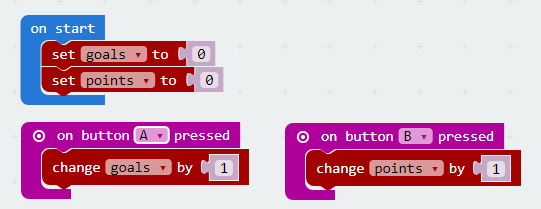 on start
set goals to 0
set points to 0
on button A pressed
change goals by 1
on button B pressed
change points by 1